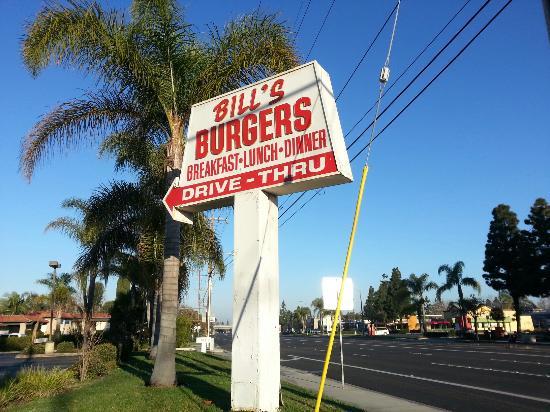 BILL'S
BURGERS
BREAKFAST·LUNCH·DINNER
DRIVE-THRU